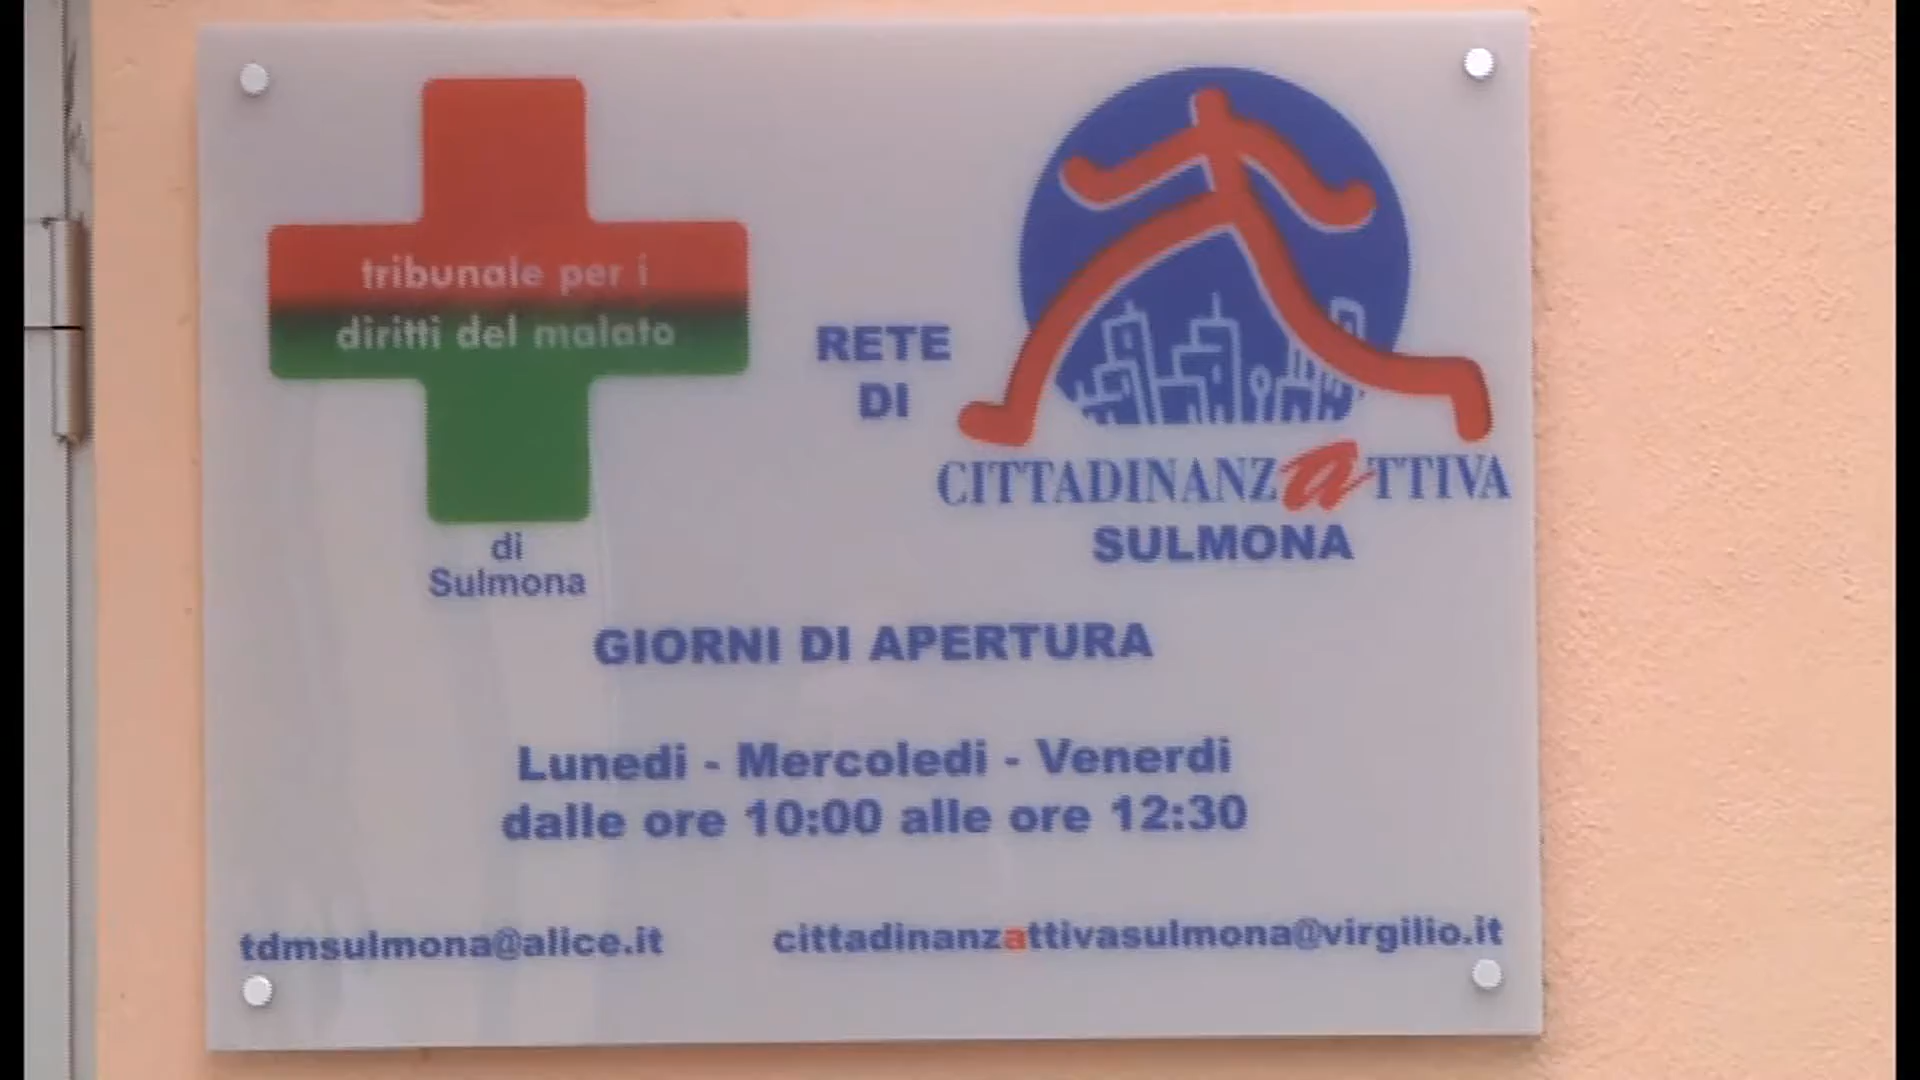 tribunale per i
diritti del malato
di
Sulmona
RETE
DI
CITTADINANZaTTIVA
SULMONA
GIORNI DI APERTURA
Lunedi - Mercoledi - Venerdi
dalle ore 10:00 alle ore 12:30
tdmsulmona@alice.it
cittadinanzattivasulmona@virgilio.it